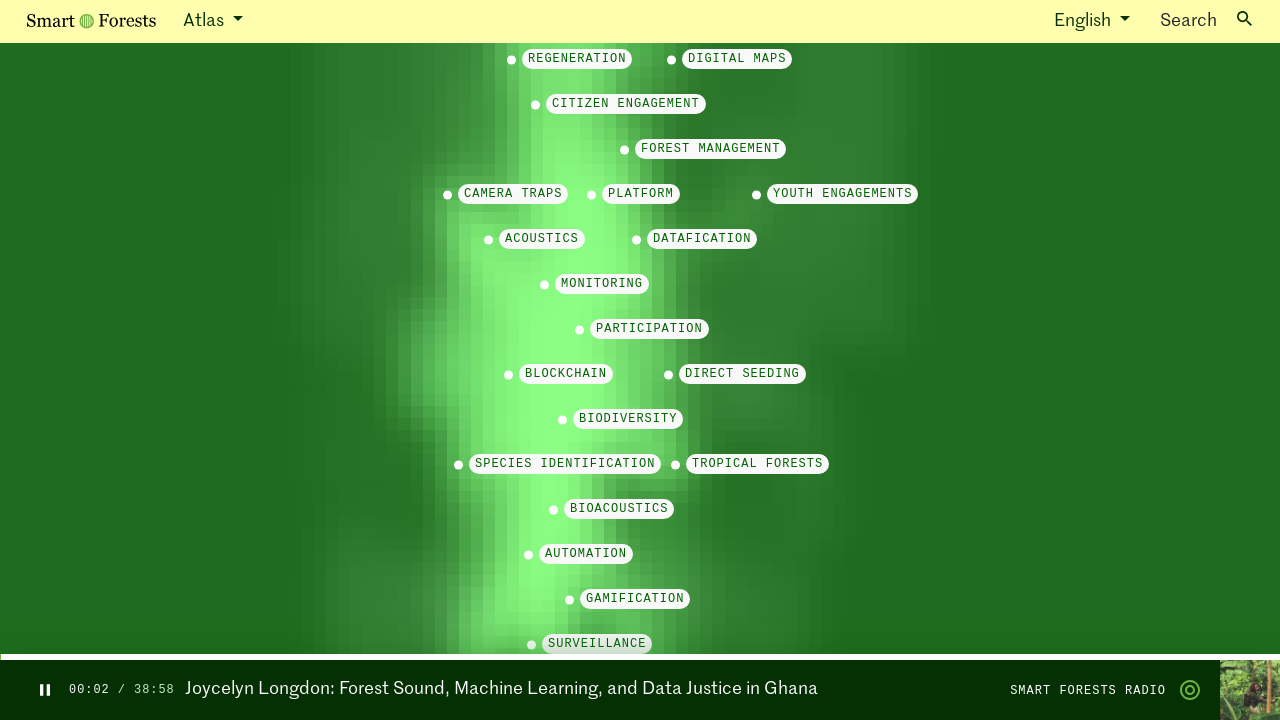 Smart Forests Atlas English Search
REGENERATION DIGITAL MAPS
CITIZEN ENGAGEMENT
FOREST MANAGEMENT
CAMERA TRAPS PLATFORM YOUTH ENGAGEMENTS
ACOUSTICS DATAFICATION
MONITORING
PARTICIPATION
BLOCKCHAIN DIRECT SEEDING
BIODIVERSITY
SPECIES IDENTIFICATION TROPICAL FORESTS
BIOACOUSTICS
AUTOMATION
GAMIFICATION
SURVEILLANCE
00:02 / 38:58 Joycelyn Longdon: Forest Sound, Machine Learning, and Data Justice in Ghana SMART FORESTS RADIO